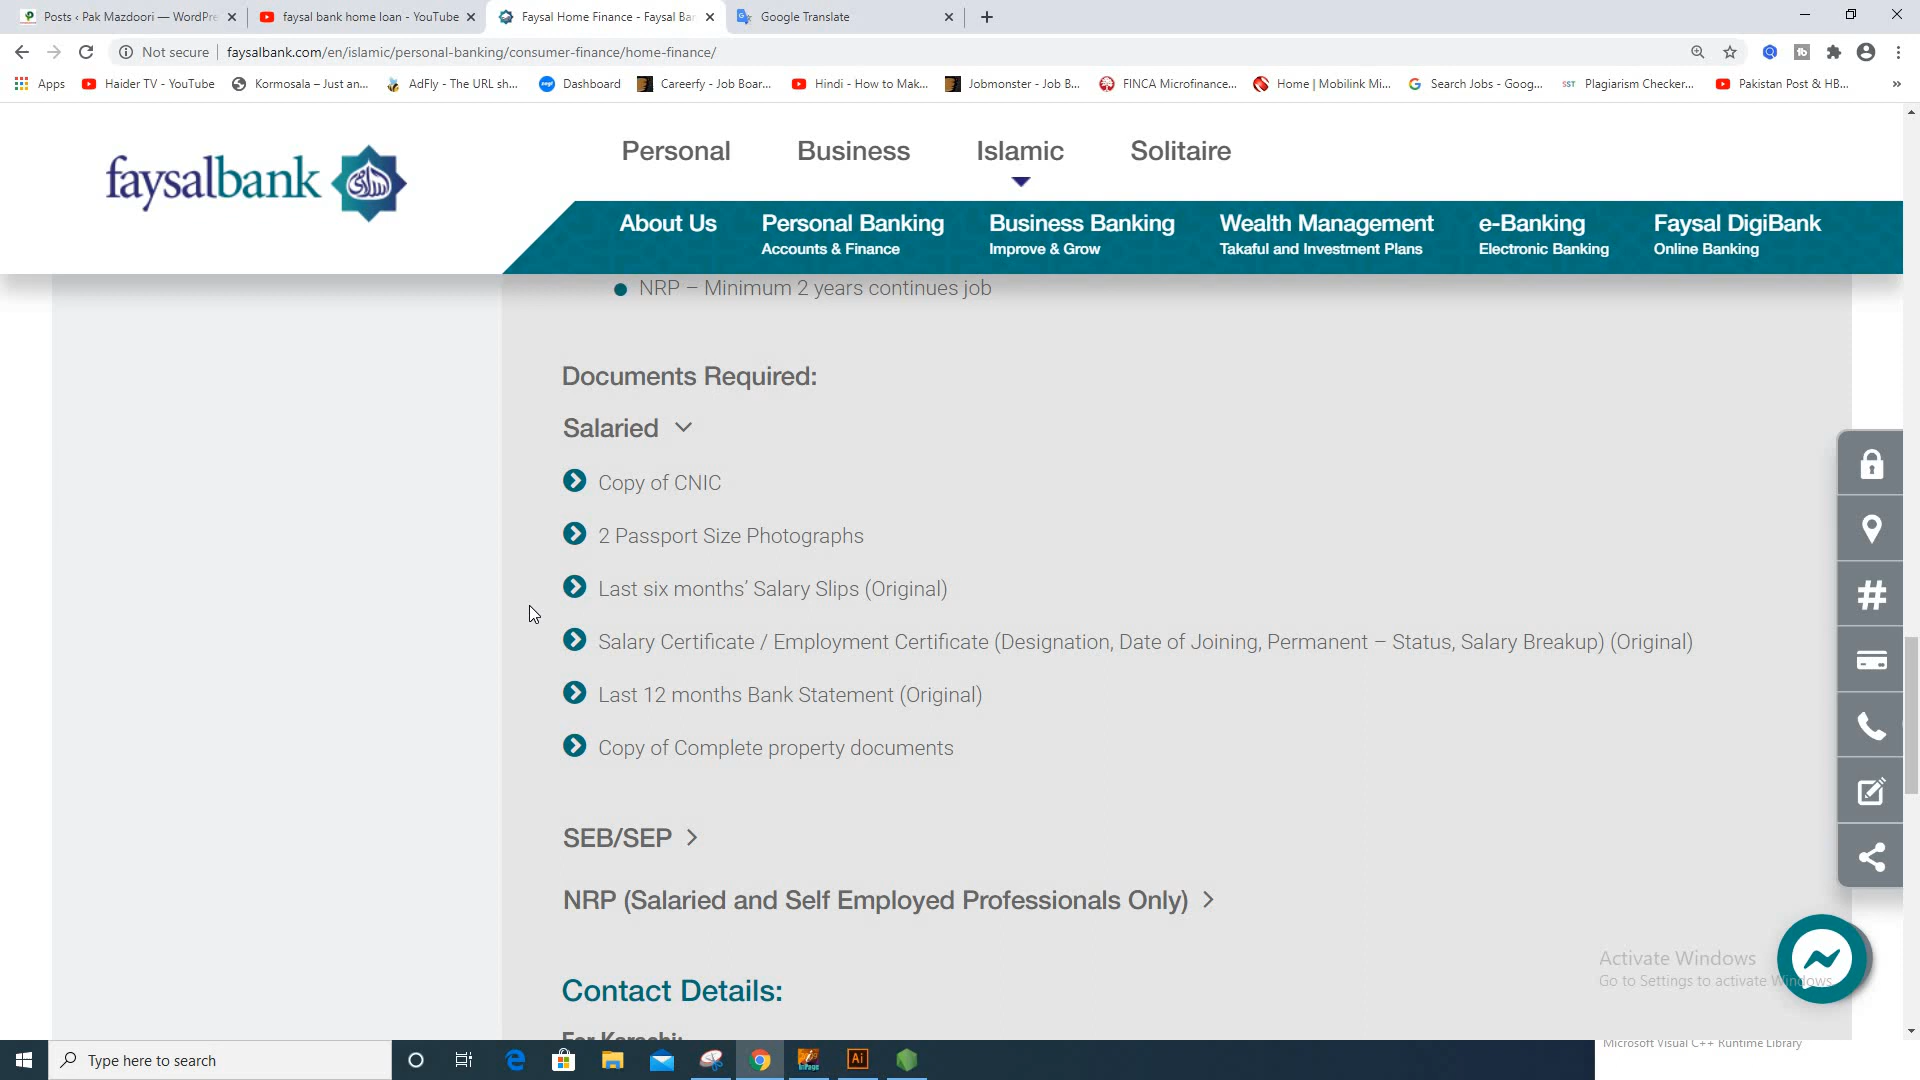 Posts ‹ Pak Mazdoori — WordPre
faysal bank home loan - YouTube
Faysal Home Finance - Faysal Ban
Google Translate
Not secure
faysalbank.com/en/islamic/personal-banking/consumer-finance/home-finance/
Apps
Haider TV - YouTube
Kormosala – Just an...
AdFly - The URL sh...
Dashboard
Careerfy - Job Boar...
Hindi - How to Mak...
Jobmonster - Job B...
FINCA Microfinance...
Home | Mobilink Mi...
Search Jobs - Goog...
SST
Plagiarism Checker...
Pakistan Post & HB...
»
faysalbank
Personal
Business
Islamic
Solitaire
About Us
Personal Banking
Accounts & Finance
Business Banking
Improve & Grow
Wealth Management
Takaful and Investment Plans
e-Banking
Electronic Banking
Faysal DigiBank
Online Banking
NRP – Minimum 2 years continues job
Documents Required:
Salaried
Copy of CNIC
2 Passport Size Photographs
Last six months’ Salary Slips (Original)
Salary Certificate / Employment Certificate (Designation, Date of Joining, Permanent – Status, Salary Breakup) (Original)
Last 12 months Bank Statement (Original)
Copy of Complete property documents
SEB/SEP
NRP (Salaried and Self Employed Professionals Only)
Contact Details:
For Karachi:
Activate Windows
Go to Settings to activate Windows.
Type here to search
Ai
Microsoft Visual C++ Runtime Library